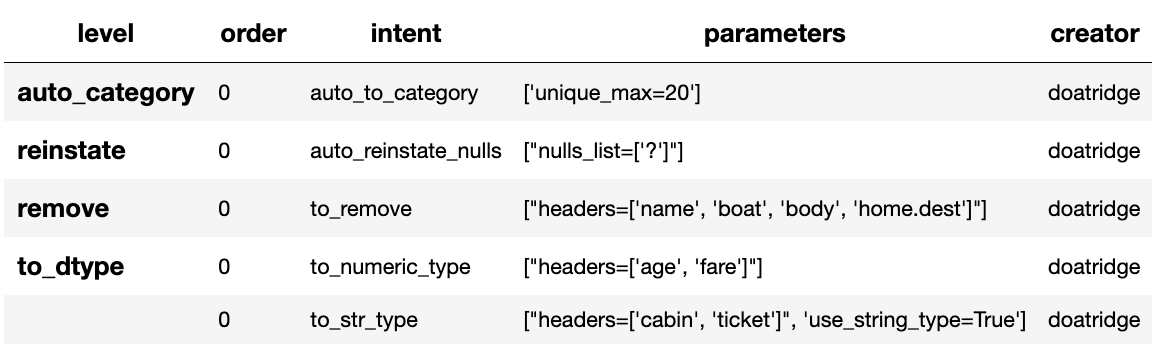 level order intent parameters creator
auto_category 0 auto_to_category ['unique_max=20'] doatridge
reinstate 0 auto_reinstate_nulls ["nulls_list=['?']"] doatridge
remove 0 to_remove ["headers=['name', 'boat', 'body', 'home.dest']"] doatridge
to_dtype 0 to_numeric_type ["headers=['age', 'fare']"] doatridge
0 to_str_type ["headers=['cabin', 'ticket']", 'use_string_type=True'] doatridge